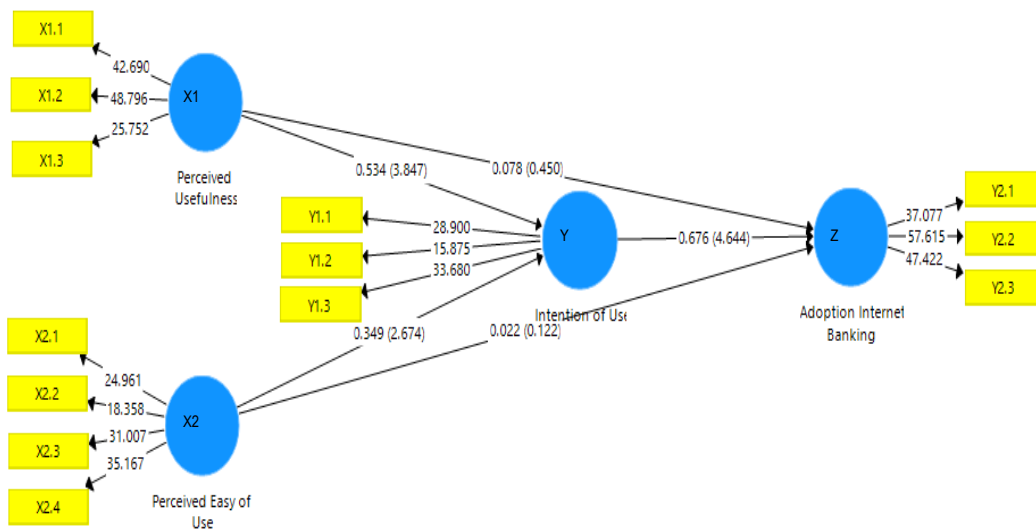 X1.1
42.690
X1.2
48.796
X1.3
25.752
X1
Perceived
Usefulness
0.534 (3.847)
0.078 (0.450)
Y1.1
28.900
Y1.2
15.875
Y1.3
33.680
Y
Intention of Use
0.676 (4.644)
Z
Adoption Internet
Banking
Y2.1
37.077
Y2.2
57.615
Y2.3
47.422
0.349 (2.674)
0.022 (0.122)
X2.1
24.961
X2.2
18.358
X2.3
31.007
X2.4
35.167
X2
Perceived Easy of
Use